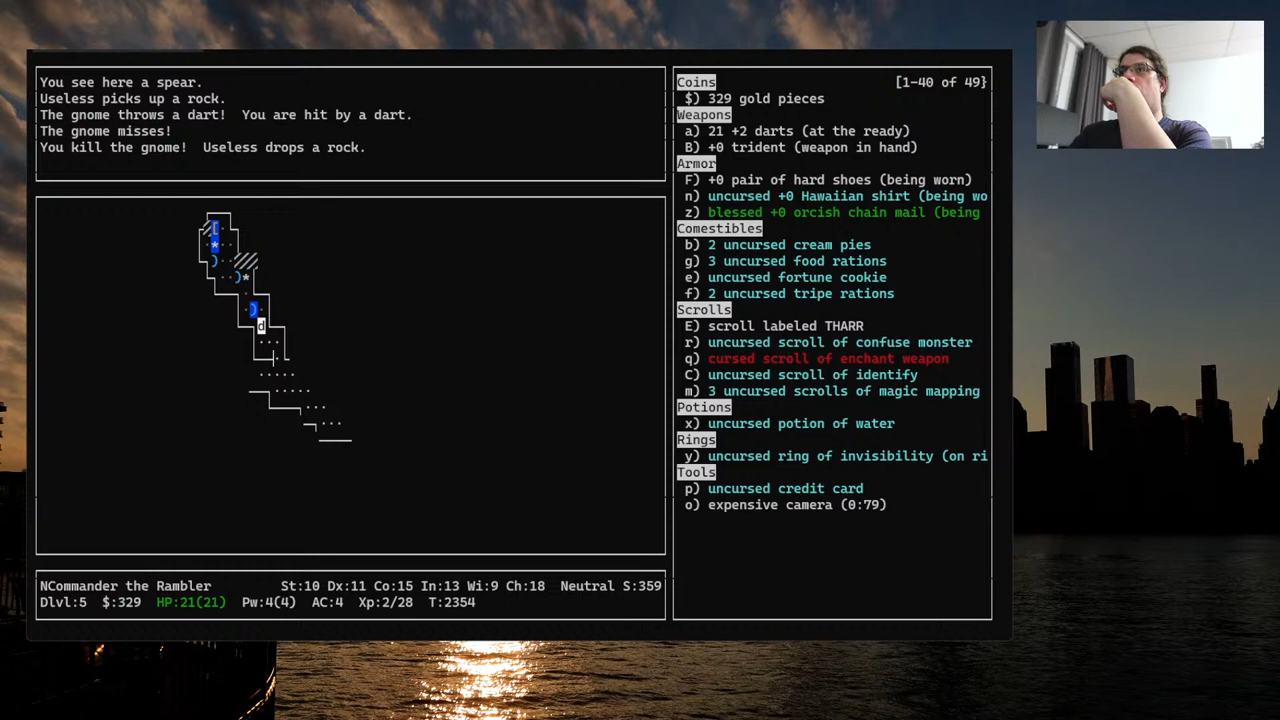 You see here a spear.
Useless picks up a rock.
The gnome throws a dart!  You are hit by a dart.
The gnome misses!
You kill the gnome!  Useless drops a rock.
NCommander the Rambler St:10 Dx:11 Co:15 In:13 Wi:9 Ch:18 Neutral S:359
Dlvl:5 $:329 HP:21(21) Pw:4(4) AC:4 Xp:2/28 T:2354
Coins [1-40 of 49}
$) 329 gold pieces
Weapons
a) 21 +2 darts (at the ready)
B) +0 trident (weapon in hand)
Armor
F) +0 pair of hard shoes (being worn)
n) uncursed +0 Hawaiian shirt (being wo
z) blessed +0 orcish chain mail (being
Comestibles
b) 2 uncursed cream pies
g) 3 uncursed food rations
e) uncursed fortune cookie
f) 2 uncursed tripe rations
Scrolls
E) scroll labeled THARR
r) uncursed scroll of confuse monster
q) cursed scroll of enchant weapon
C) uncursed scroll of identify
m) 3 uncursed scrolls of magic mapping
Potions
x) uncursed potion of water
Rings
y) uncursed ring of invisibility (on ri
Tools
p) uncursed credit card
o) expensive camera (0:79)